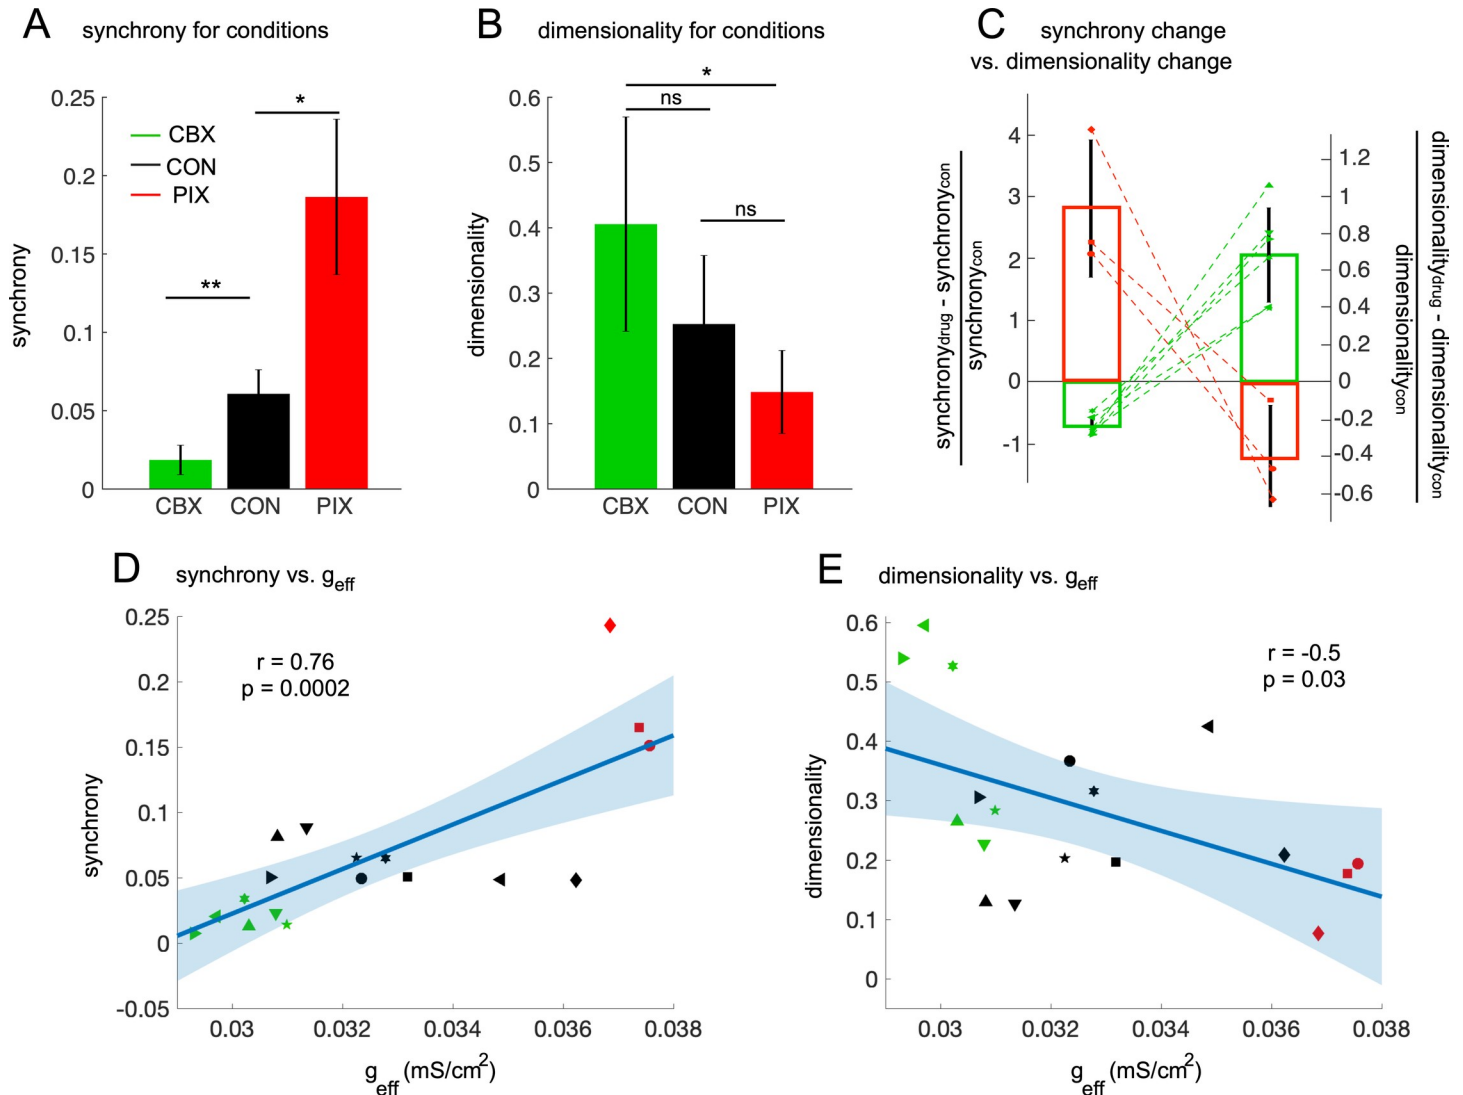 A synchrony for conditions
0.25
0.2
0.15
0.1
0.05
0
synchrony
CBX
CON
PIX
*
**
CBX CON PIX
B dimensionality for conditions
0.6
0.5
0.4
0.3
0.2
0.1
0
dimensionality
*
ns
ns
CBX CON PIX
C synchrony change
vs. dimensionality change
synchronydrug - synchronycon
synchronycon
4
3
2
1
0
-1
1.2
1
0.8
0.6
0.4
0.2
0
-0.2
-0.4
-0.6
dimensionalitydrug - dimensionalitycon
dimensionalitycon
D synchrony vs. geff
0.25
0.2
0.15
0.1
0.05
0
-0.05
synchrony
r = 0.76
p = 0.0002
0.03 0.032 0.034 0.036 0.038
geff (mS/cm2)
E dimensionality vs. geff
0.6
0.5
0.4
0.3
0.2
0.1
0
dimensionality
r = -0.5
p = 0.03
0.03 0.032 0.034 0.036 0.038
geff (mS/cm2)